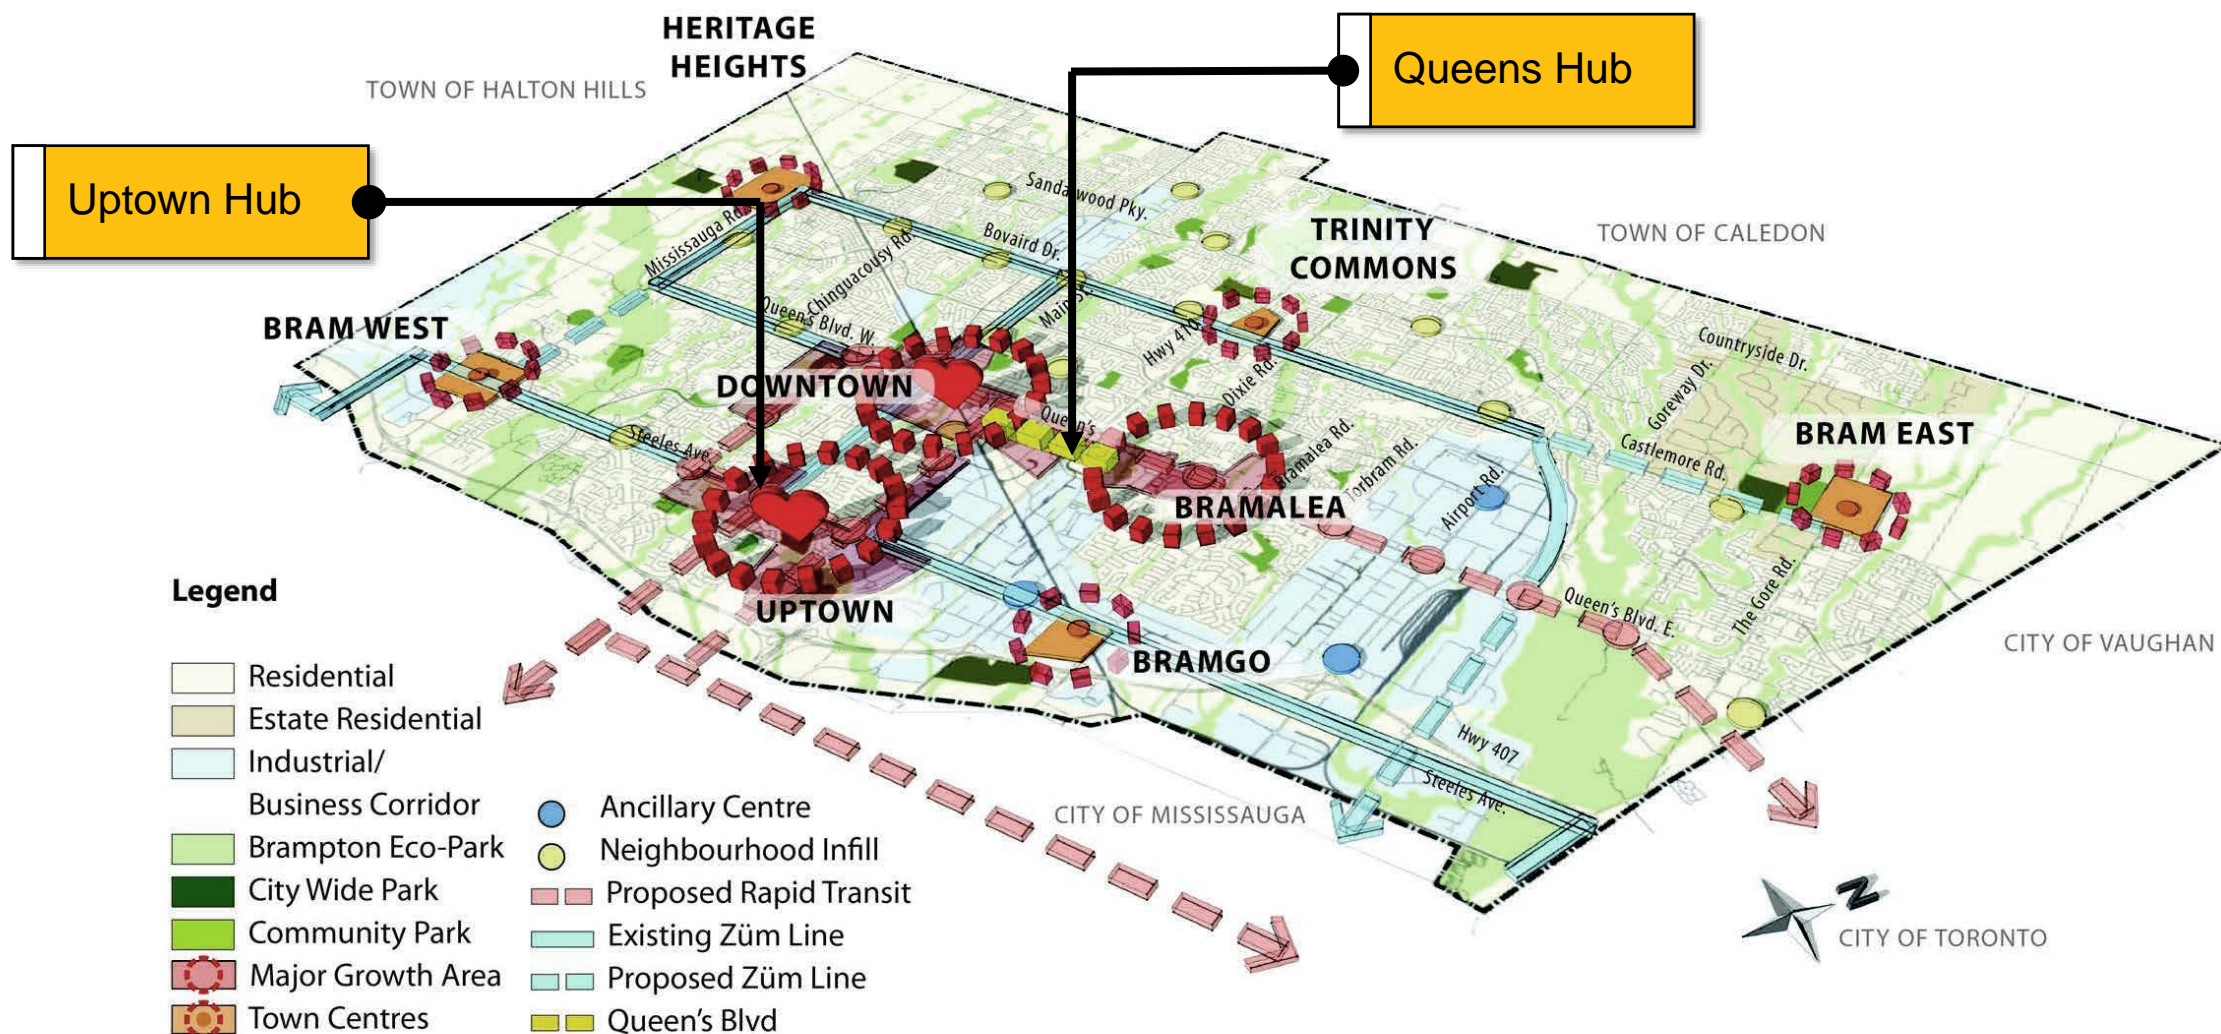 HERITAGE
HEIGHTS
Queens Hub
TOWN OF HALTON HILLS
Uptown Hub
Sandalwood Pky.
TRINITY
COMMONS
TOWN OF CALEDON
Mississauga Rd.
Chinguacousy Rd.
Bovaird Dr.
Main St.
BRAM WEST
Queen's Blvd. W.
Hwy 410
Dixie Rd.
Countryside Dr.
Goreway Dr.
DOWNTOWN
Queen's
Steeles Ave.
Bramalea Rd.
Torbram Rd.
Airport Rd.
Castlemore Rd.
BRAM EAST
BRAMALEA
UPTOWN
BRAMGO
Queen's Blvd. E.
The Gore Rd.
CITY OF VAUGHAN
Hwy 407
Steeles Ave.
CITY OF MISSISSAUGA
N
CITY OF TORONTO
Legend
Residential
Estate Residential
Industrial/
Business Corridor
Brampton Eco-Park
City Wide Park
Community Park
Major Growth Area
Town Centres
Ancillary Centre
Neighbourhood Infill
Proposed Rapid Transit
Existing Züm Line
Proposed Züm Line
Queen's Blvd